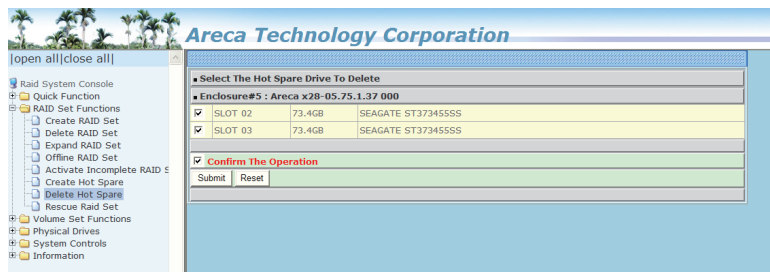 Areca Technology Corporation
|open all|close all|
Raid System Console
Quick Function
RAID Set Functions
Create RAID Set
Delete RAID Set
Expand RAID Set
Offline RAID Set
Activate Incomplete RAID S
Create Hot Spare
Delete Hot Spare
Rescue Raid Set
Volume Set Functions
Physical Drives
System Controls
Information
Select The Hot Spare Drive To Delete
Enclosure#5 : Areca x28-05.75.1.37 000
SLOT 02 73.4GB SEAGATE ST373455SS
SLOT 03 73.4GB SEAGATE ST373455SS
Confirm The Operation
Submit Reset